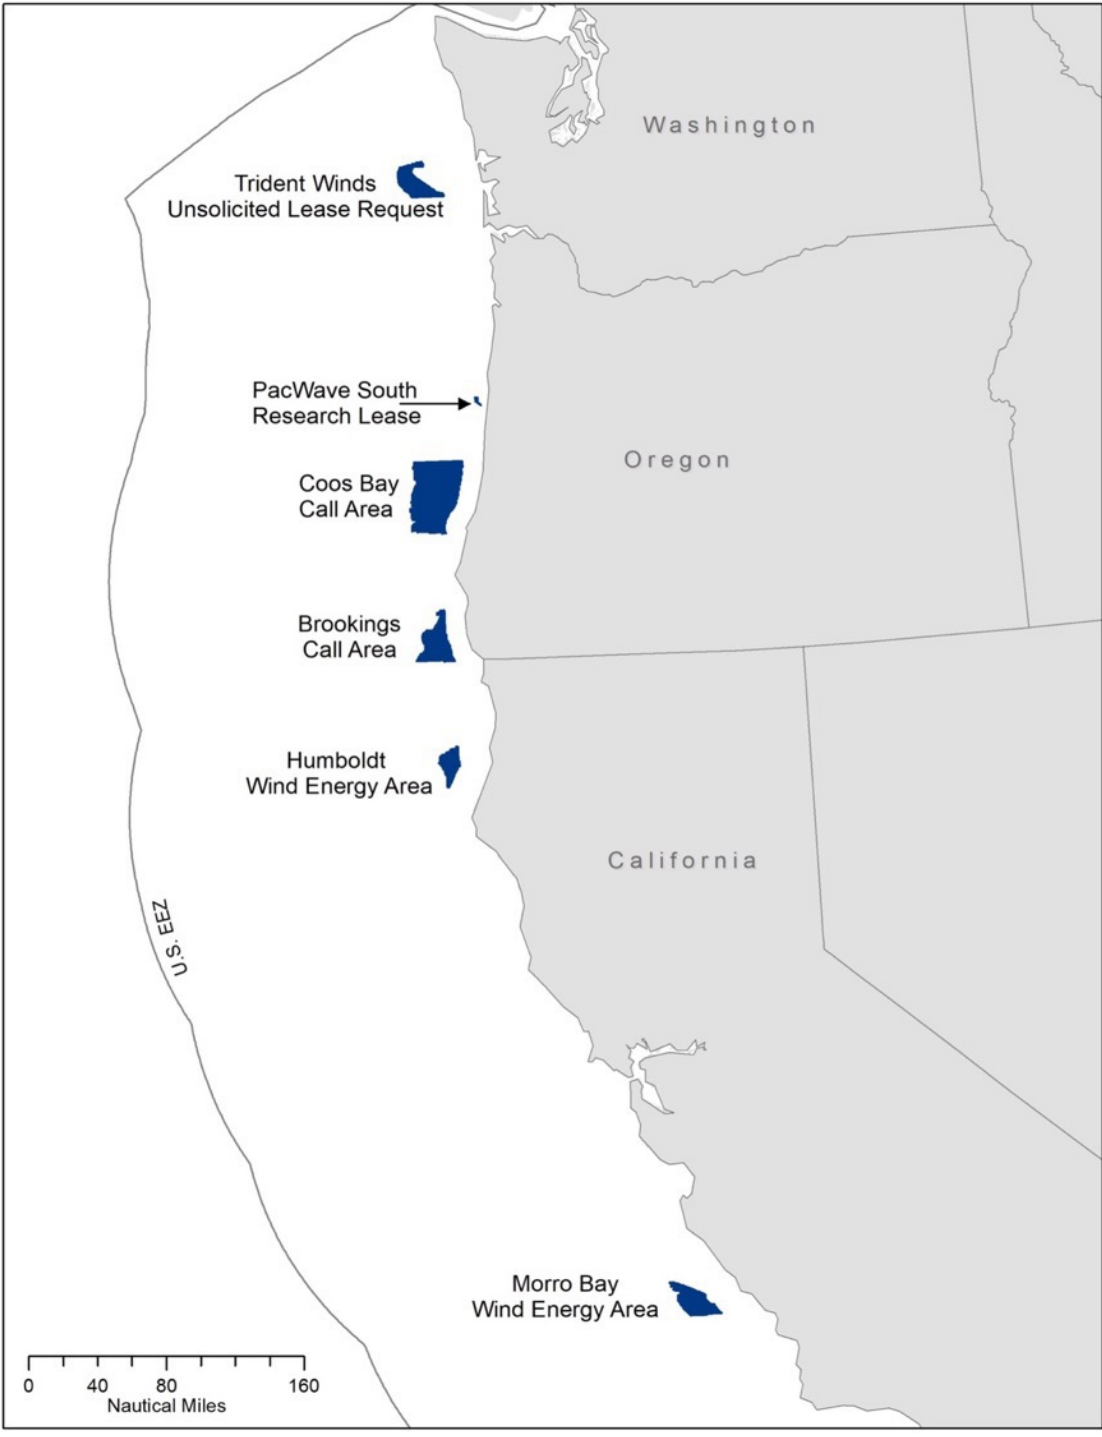 Washington
Trident Winds
Unsolicited Lease Request
PacWave South
Research Lease
Oregon
Coos Bay
Call Area
Brookings
Call Area
Humboldt
Wind Energy Area
California
U.S. EEZ
Morro Bay
Wind Energy Area
0 40 80 160
Nautical Miles